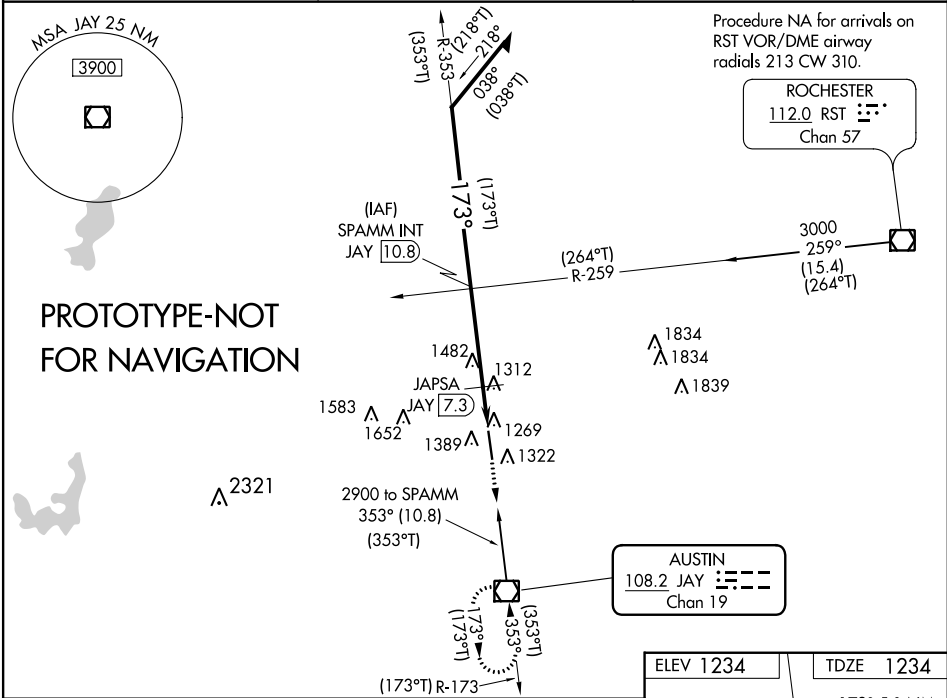 MSA JAY 25 NM
3900
R-353
(353°T)
(218°T)
218°
038°
(038°T)
Procedure NA for arrivals on
RST VOR/DME airway
radials 213 CW 310.
ROCHESTER
112.0 RST
Chan 57
173°
(173°T)
(IAF)
SPAMM INT
JAY 10.8
(264°T)
R-259
3000
259°
(15.4)
(264°T)
PROTOTYPE-NOT
FOR NAVIGATION
1482
1312
1834
1834
1839
JAPSA
JAY 7.3
1583
1652
1389
1269
1322
2321
2900 to SPAMM
353° (10.8)
(353°T)
AUSTIN
108.2 JAY
Chan 19
173°
(173°T)
353°
(353°T)
(173°T) R-173
ELEV 1234
TDZE 1234